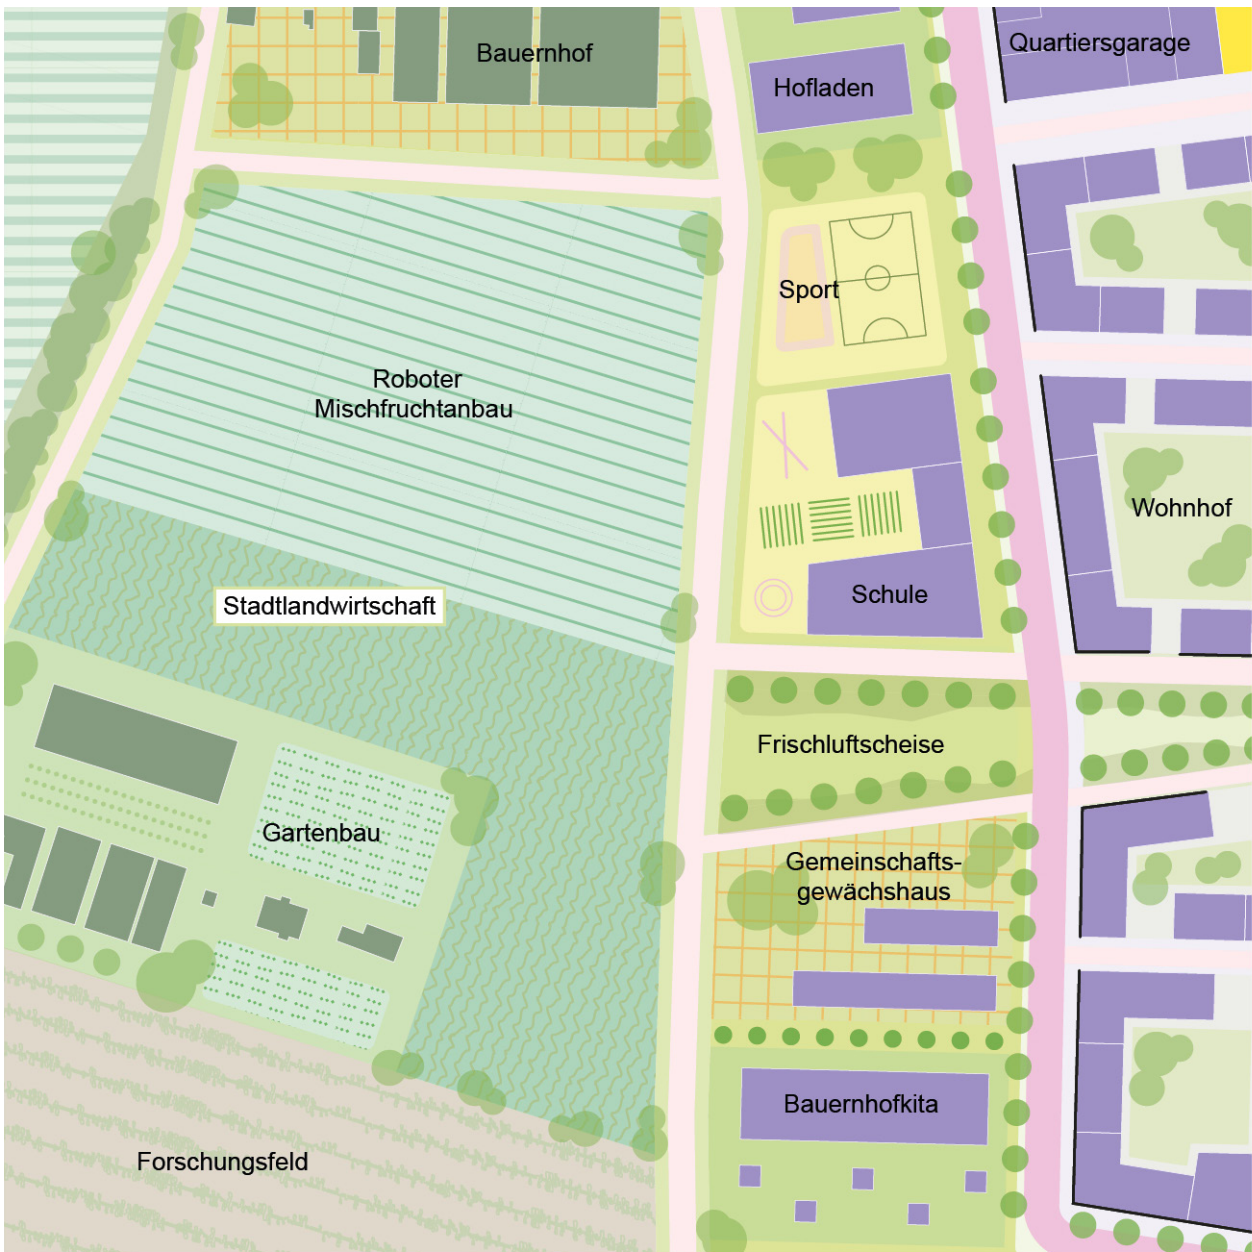 Bauernhof
Quartiersgarage
Hofladen
Sport
Roboter
Mischfruchtanbau
Wohnhof
Stadtlandwirtschaft
Schule
Frischluftscheise
Gartenbau
Gemeinschafts-
gewächshaus
Bauernhofkita
Forschungsfeld